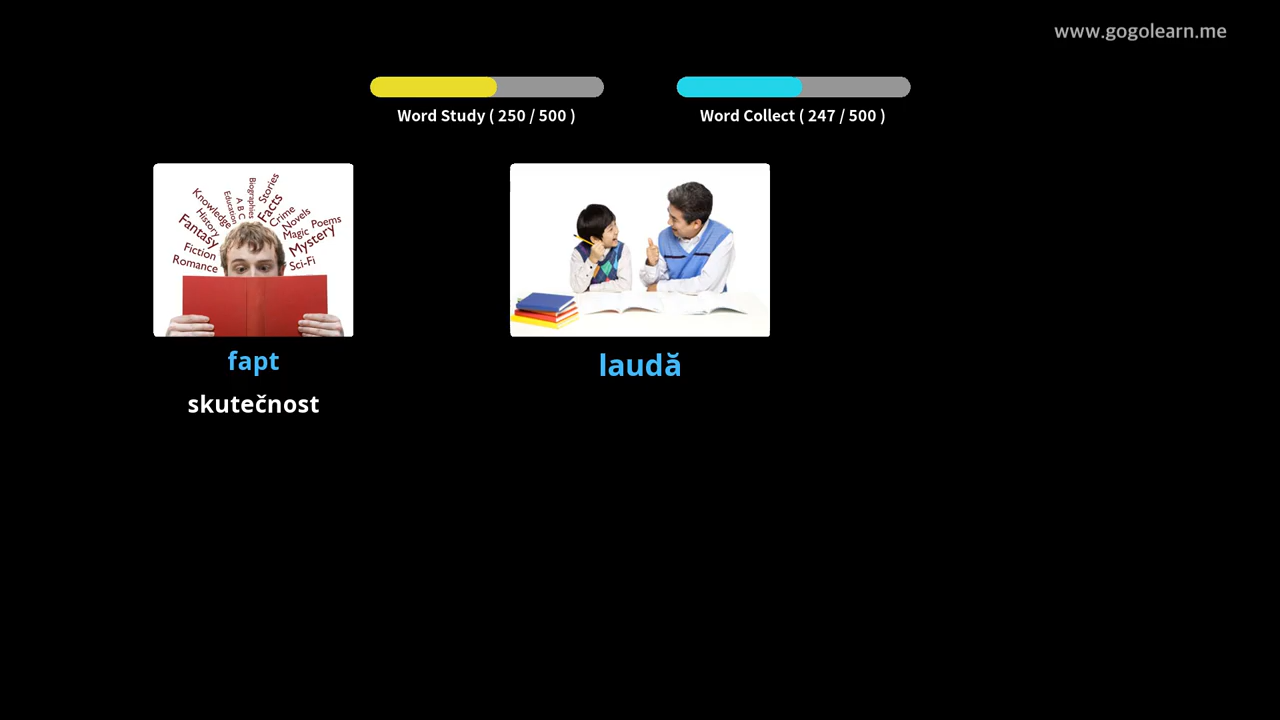 www.gogolearn.me
Word Study ( 250 / 500 )
Word Collect ( 247 / 500 )
Knowledge
History
Fantasy
Fiction
Romance
Education
A B C
Biographies
Stories
Facts
Crime
Novels
Magic
Poems
Mystery
Sci-Fi
fapt
skutečnost
laudă